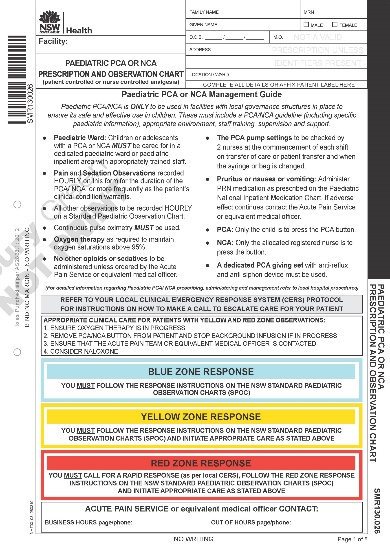 FAMILY NAME
MRN
GIVEN NAME
MALE
FEMALE
NSW
Health
Facility:
D.O.B. ____/____/____
M.O.
NOT A VALID
ADDRESS
PRESCRIPTION UNLESS
IDENTIFIERS PRESENT
PAEDIATRIC PCA or NCA
PRESCRIPTION AND OBSERVATION CHART
(patient controlled or nurse controlled analgesia)
LOCATION / WARD
COMPLETE ALL DETAILS OR AFFIX PATIENT LABEL HERE
Paediatric PCA or NCA Management Guide
Paediatric PCA/NCA is ONLY to be used in facilities with local governance structures in place to
ensure its safe and effective use in children. These must include a PCA/NCA guideline (including specific
paediatric information), appropriate environment, staff training, supervision and support.
• Paediatric Ward: Children or adolescents
with a PCA or NCA MUST be cared for in a
dedicated paediatric ward or paediatric
inpatient area with appropriately trained staff.
• Pain and Sedation Observations recorded
HOURLY on this form for the duration of the
PCA/ NCA, or more frequently as the patient's
clinical condition warrants.
• All other observations to be recorded HOURLY
on a Standard Paediatric Observation Chart.
• Continuous pulse oximetry MUST be used.
• Oxygen therapy as required to maintain
oxygen saturations above 95%.
• No other opioids or sedatives to be
administered unless ordered by the Acute
Pain Service or equivalent medical officer.
• The PCA pump settings to be checked by
2 nurses at the commencement of each shift
on transfer of care or patient transfer and when
the syringe or bag is changed.
• Pruritus or nausea or vomiting: Administer
PRN medication as prescribed on the Paediatric
National Inpatient Medication Chart. If adverse
effect continues contact the Acute Pain Service
or equivalent medical officer.
• PCA: Only the child is to press the PCA button.
• NCA: Only the allocated registered nurse is to
press the button.
• A dedicated PCA giving set with anti-reflux
and anti-siphon device must be used.
(For detailed information regarding Paediatric PCA/NCA prescribing, administering and management refer to local hospital procedures)
REFER TO YOUR LOCAL CLINICAL EMERGENCY RESPONSE SYSTEM (CERS) PROTOCOL
FOR INSTRUCTIONS ON HOW TO MAKE A CALL TO ESCALATE CARE FOR YOUR PATIENT
APPROPRIATE CLINICAL CARE FOR PATIENTS WITH YELLOW AND RED ZONE OBSERVATIONS:
1. ENSURE OXYGEN THERAPY IS IN PROGRESS
2. REMOVE PCA/NCA BUTTON FROM PATIENT AND STOP BACKGROUND INFUSION IF IN PROGRESS
3. ENSURE THAT THE ACUTE PAIN TEAM OR EQUIVALENT MEDICAL OFFICER IS CONTACTED
4. CONSIDER NALOXONE
BLUE ZONE RESPONSE
YOU MUST FOLLOW THE RESPONSE INSTRUCTIONS ON THE NSW STANDARD PAEDIATRIC
OBSERVATION CHARTS (SPOC)
YELLOW ZONE RESPONSE
YOU MUST FOLLOW THE RESPONSE INSTRUCTIONS ON THE NSW STANDARD PAEDIATRIC
OBSERVATION CHARTS (SPOC) AND INITIATE APPROPRIATE CARE AS STATED ABOVE
RED ZONE RESPONSE
YOU MUST CALL FOR A RAPID RESPONSE (as per local CERS), FOLLOW THE RED ZONE RESPONSE
INSTRUCTIONS ON THE NSW STANDARD PAEDIATRIC OBSERVATION CHARTS (SPOC)
AND INITIATE APPROPRIATE CARE AS STATED ABOVE
ACUTE PAIN SERVICE or equivalent medical officer CONTACT:
BUSINESS HOURS page/phone:
OUT OF HOURS page/phone:
NO WRITING
SMR130.026
BINDING MARGIN - NO WRITING
PAEDIATRIC PCA OR NCA
PRESCRIPTION AND OBSERVATION CHART
SMR130.026